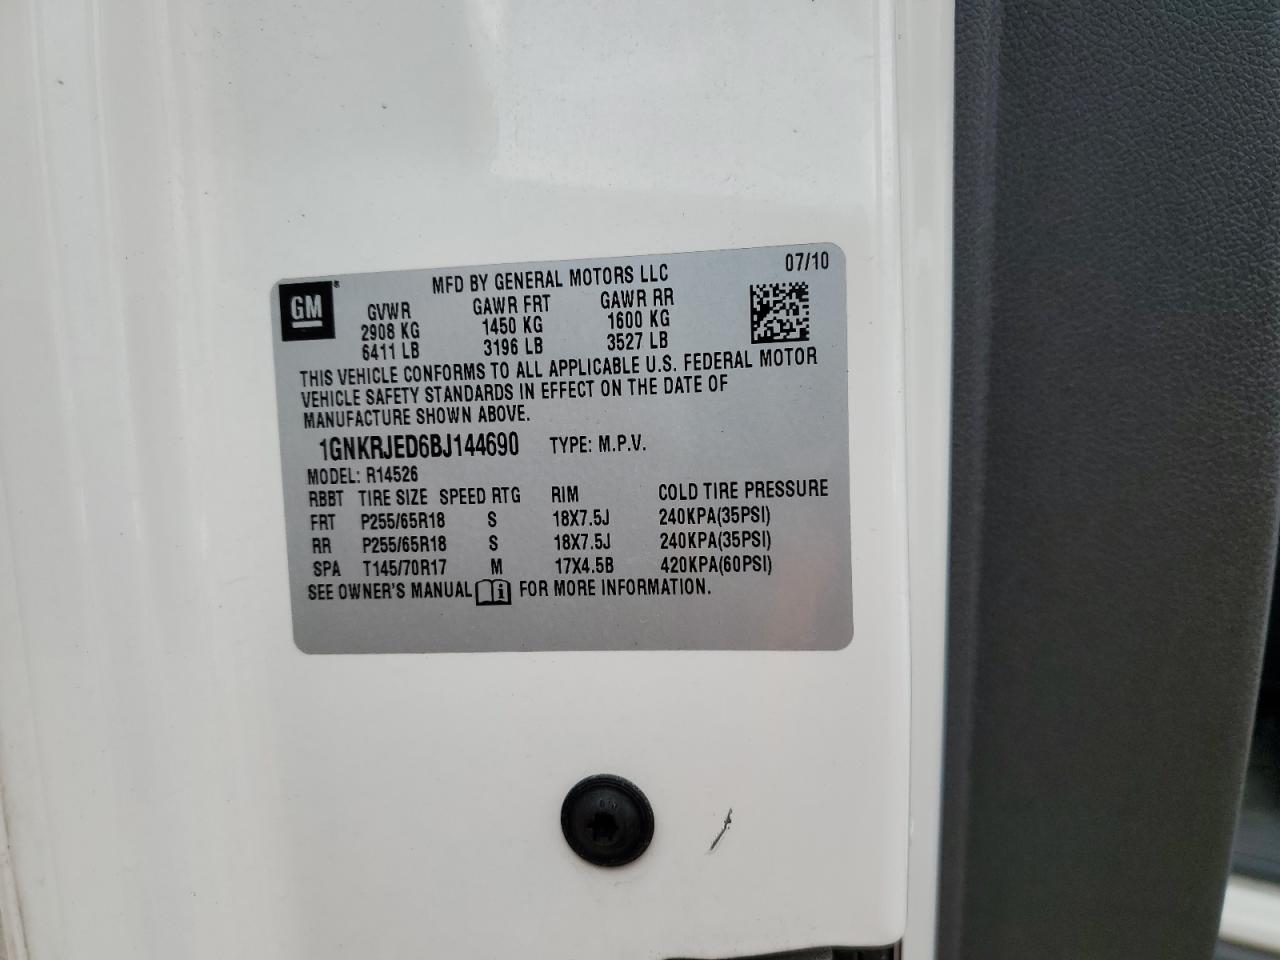 MFD BY GENERAL MOTORS LLC 07/10
GM®
GVWR GAWR FRT GAWR RR
2908 KG 1450 KG 1600 KG
6411 LB 3196 LB 3527 LB
THIS VEHICLE CONFORMS TO ALL APPLICABLE U.S. FEDERAL MOTOR
VEHICLE SAFETY STANDARDS IN EFFECT ON THE DATE OF
MANUFACTURE SHOWN ABOVE.
1GNKRJED6BJ144690 TYPE: M.P.V.
MODEL: R14526
RBBT TIRE SIZE SPEED RTG RIM COLD TIRE PRESSURE
FRT P255/65R18 S 18X7.5J 240KPA(35PSI)
RR P255/65R18 S 18X7.5J 240KPA(35PSI)
SPA T145/70R17 M 17X4.5B 420KPA(60PSI)
SEE OWNER'S MANUAL i FOR MORE INFORMATION.